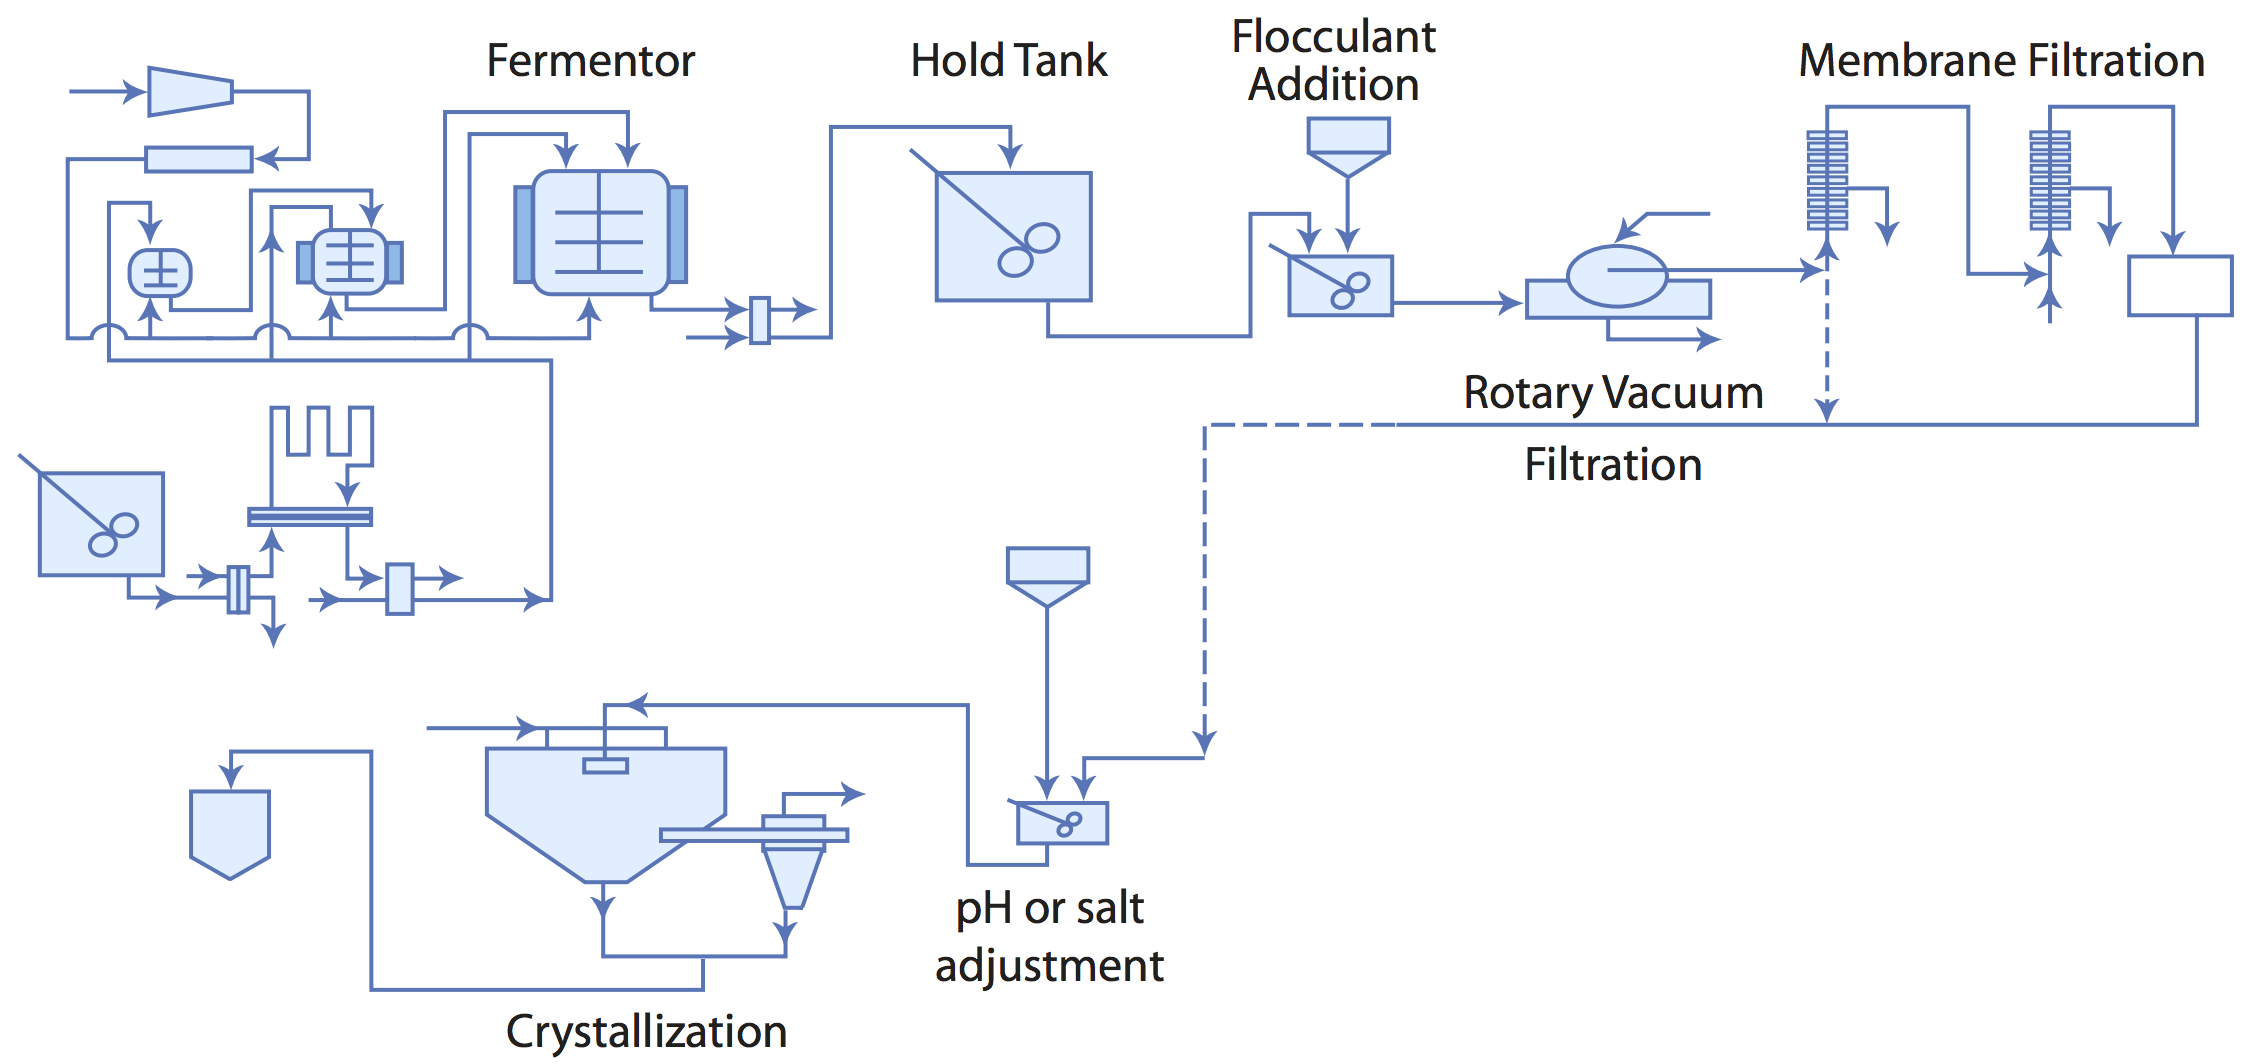 Fermentor
Hold Tank
Flocculant
Addition
Membrane Filtration
Rotary Vacuum
Filtration
pH or salt
adjustment
Crystallization